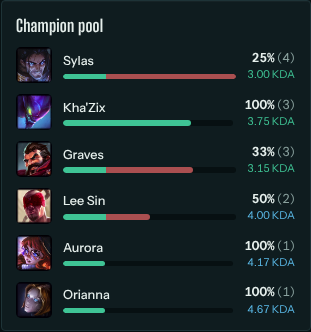 Champion pool
Sylas 25% (4)
3.00 KDA
Kha'Zix 100% (3)
3.75 KDA
Graves 33% (3)
3.15 KDA
Lee Sin 50% (2)
4.00 KDA
Aurora 100% (1)
4.17 KDA
Orianna 100% (1)
4.67 KDA